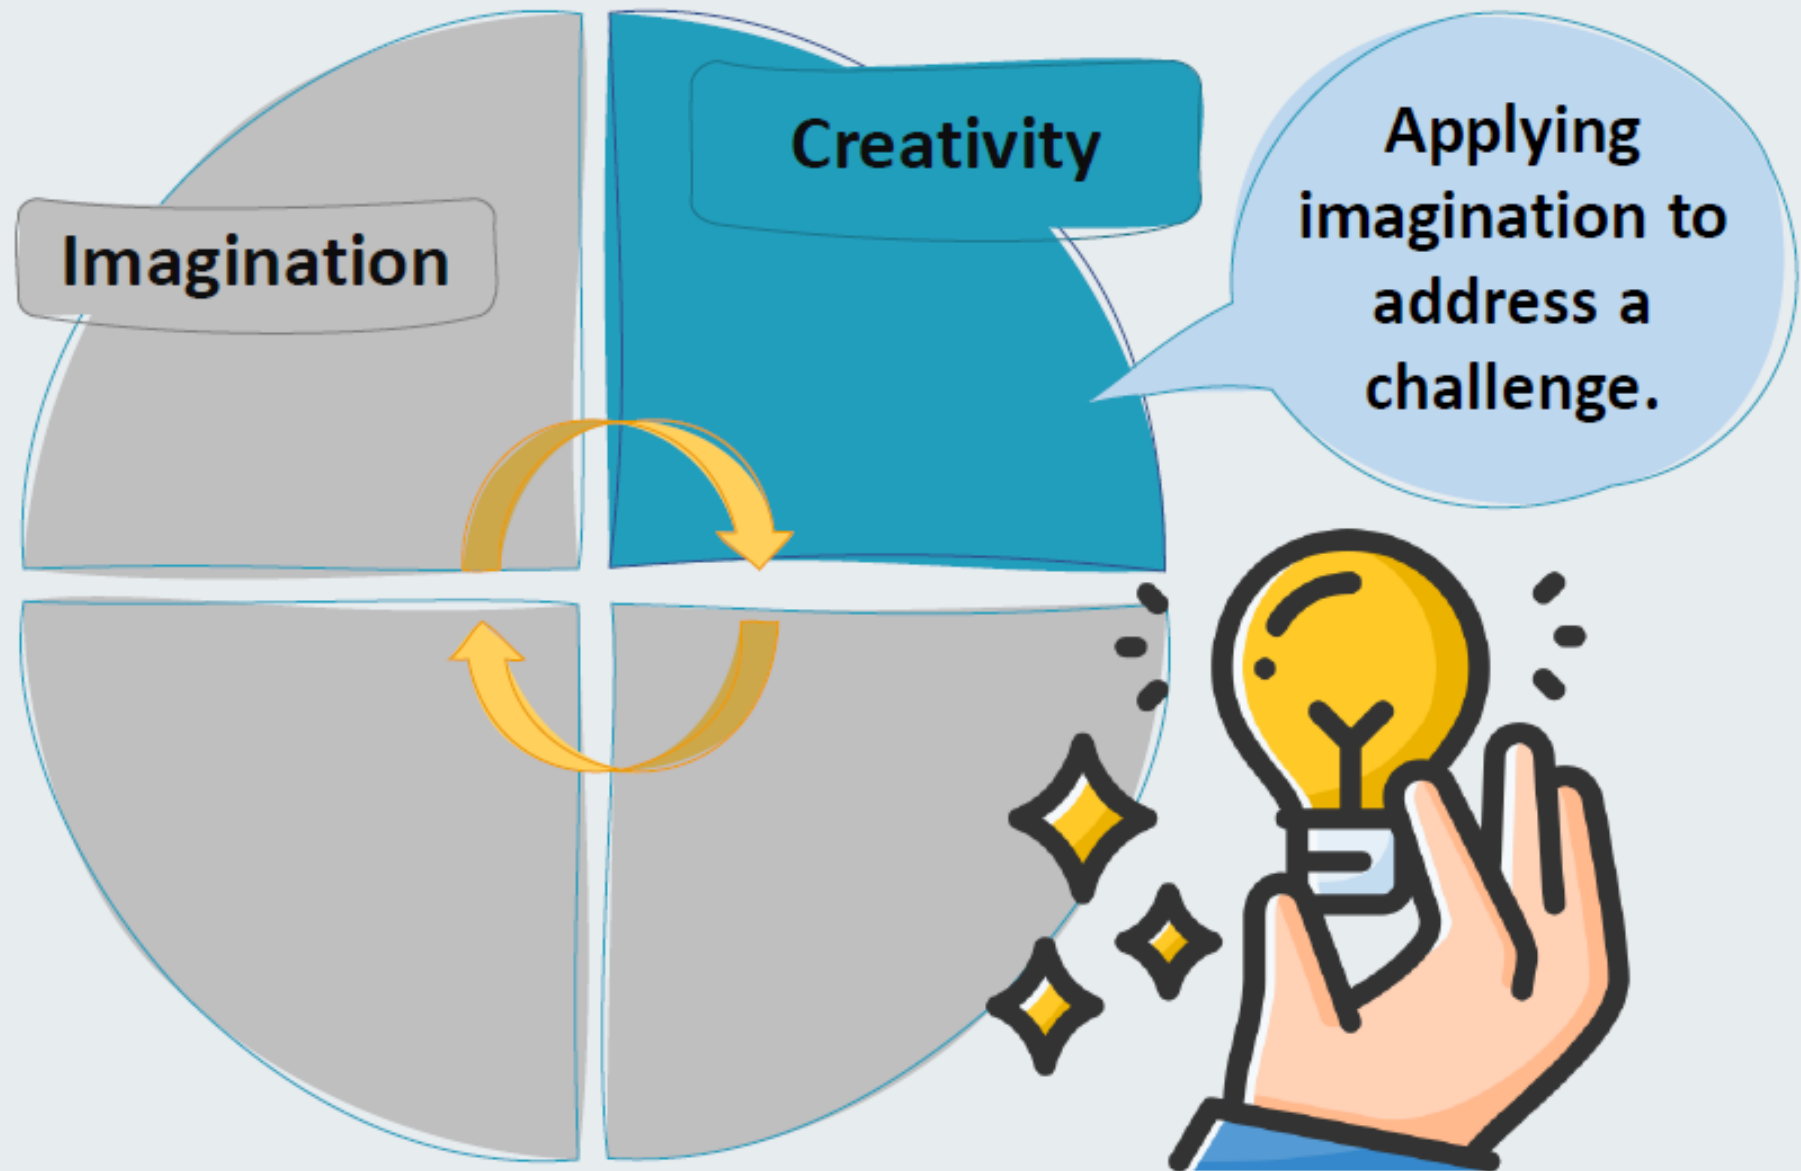 Imagination
Creativity
Applying
imagination to
address a
challenge.